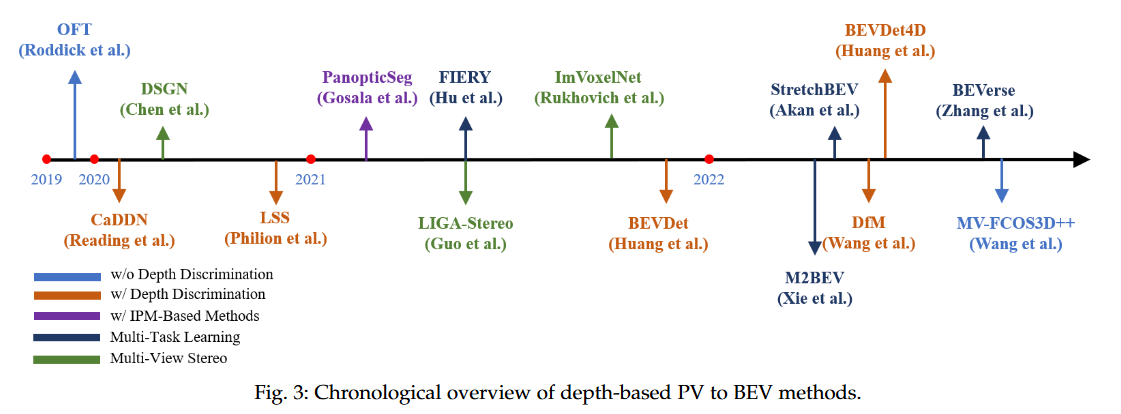 OFT
(Roddick et al.)
DSGN
(Chen et al.)
PanopticSeg
(Gosala et al.)
FIERY
(Hu et al.)
ImVoxelNet
(Rukhovich et al.)
StretchBEV
(Akan et al.)
BEVDet4D
(Huang et al.)
BEVerse
(Zhang et al.)
2019
2020
2021
2022
CaDDN
(Reading et al.)
LSS
(Philion et al.)
LIGA-Stereo
(Guo et al.)
BEVDet
(Huang et al.)
M2BEV
(Xie et al.)
DfM
(Wang et al.)
MV-FCOS3D++
(Wang et al.)
w/o Depth Discrimination
w/ Depth Discrimination
w/ IPM-Based Methods
Multi-Task Learning
Multi-View Stereo
Fig. 3: Chronological overview of depth-based PV to BEV methods.